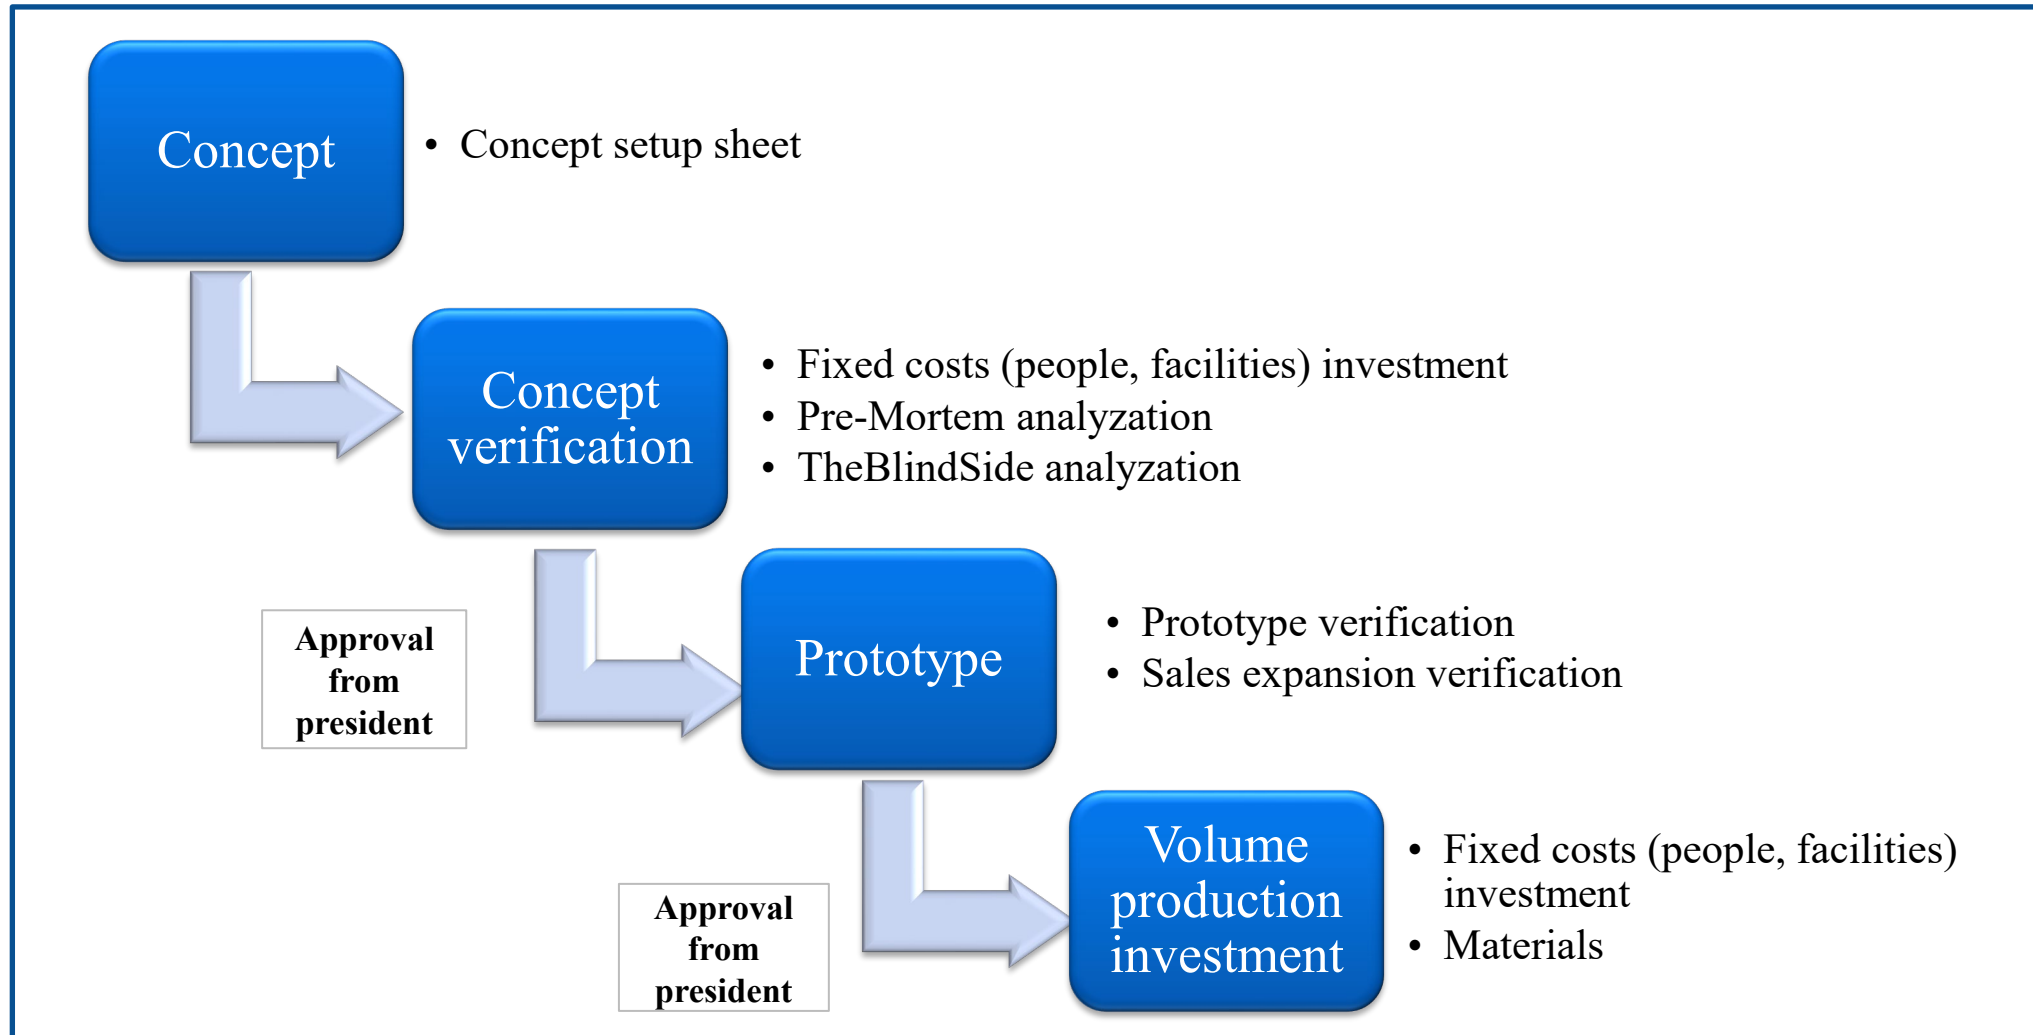 Concept
• Concept setup sheet
Concept
verification
• Fixed costs (people, facilities) investment
• Pre-Mortem analyzation
• TheBlindSide analyzation
Approval
from
president
Prototype
• Prototype verification
• Sales expansion verification
Approval
from
president
Volume
production
investment
• Fixed costs (people, facilities)
investment
• Materials